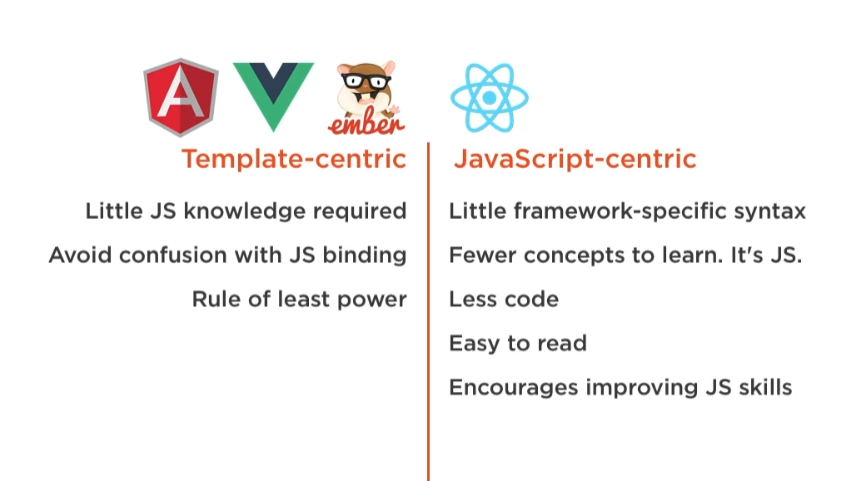 A
ember
Template-centric
Little JS knowledge required
Avoid confusion with JS binding
Rule of least power
JavaScript-centric
Little framework-specific syntax
Fewer concepts to learn. It's JS.
Less code
Easy to read
Encourages improving JS skills